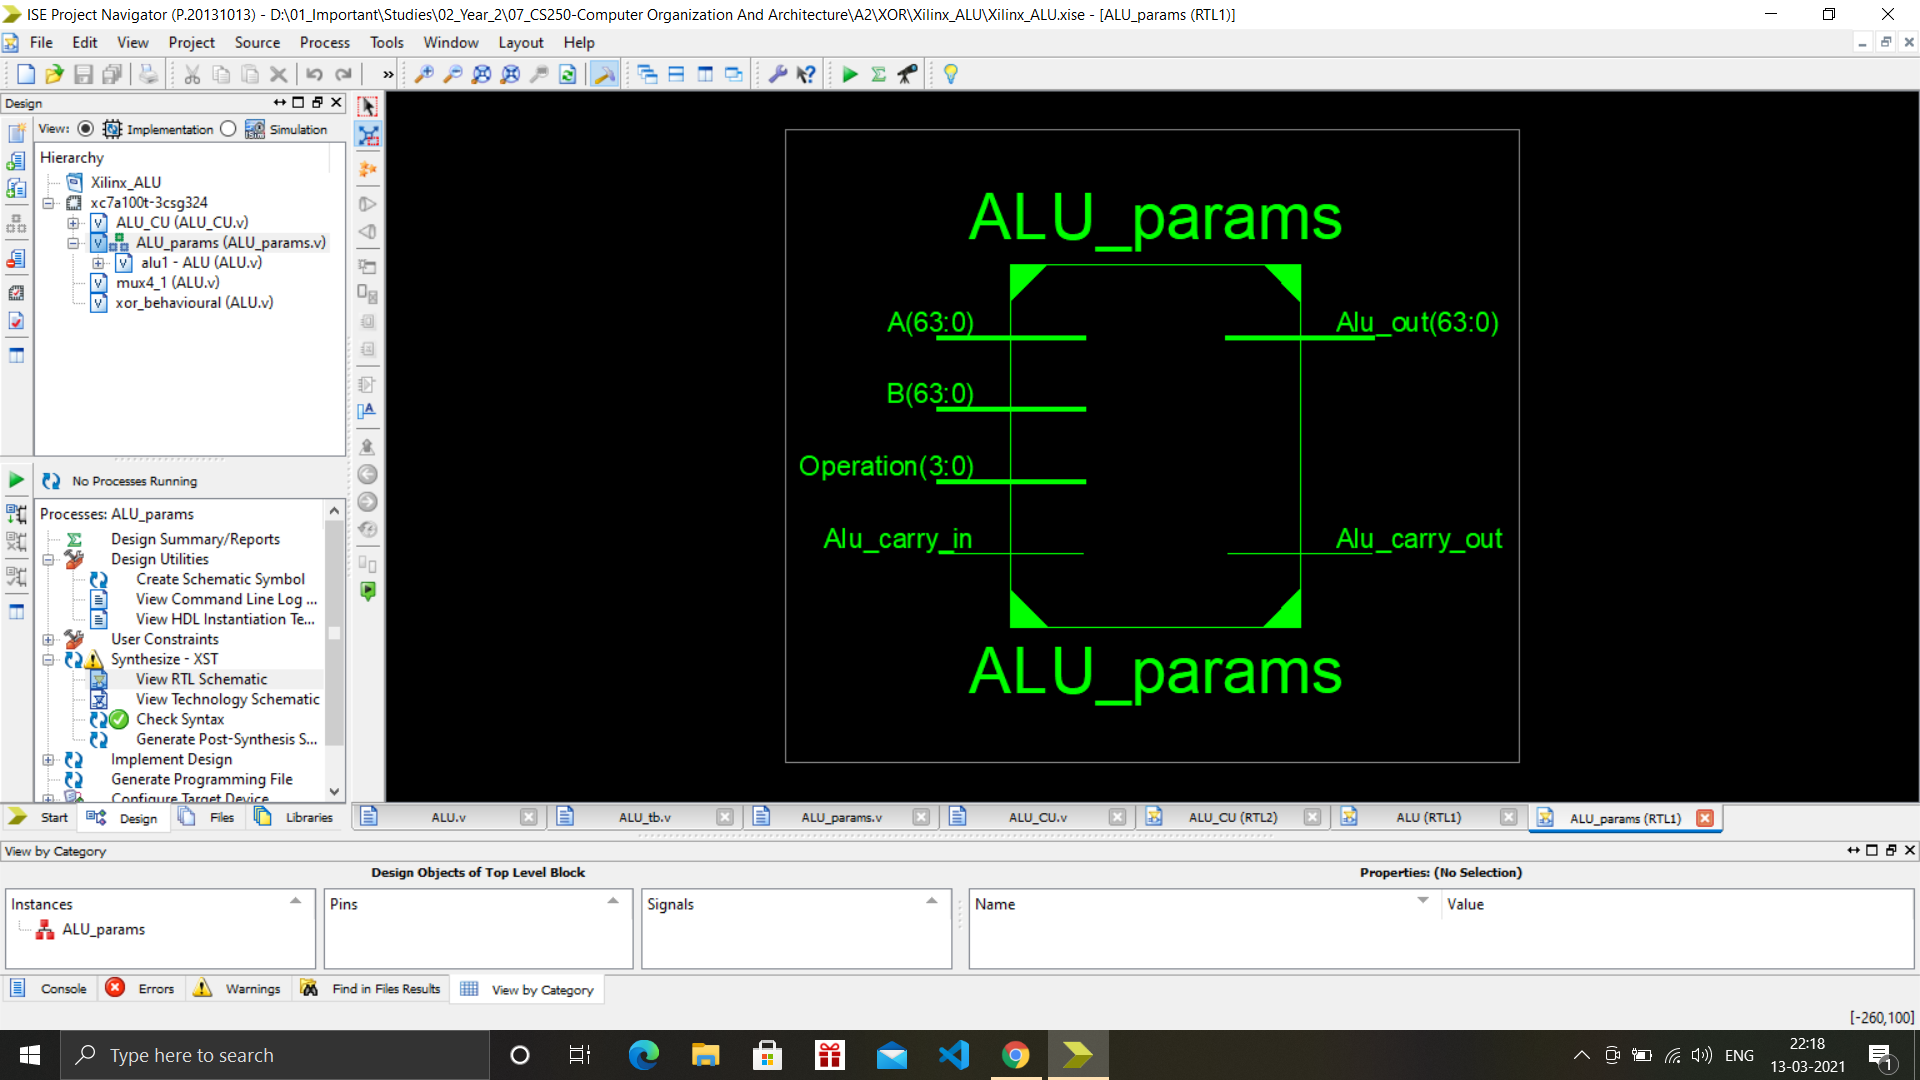 ISE Project Navigator (P.20131013) - D:\01_Important\Studies\02_Year_2\07_CS250-Computer Organization And Architecture\A2\XOR\Xilinx_ALU\Xilinx_ALU.xise - [ALU_params (RTL1)]
File Edit View Project Source Process Tools Window Layout Help
»
Design
View: Implementation Simulation
Hierarchy
Xilinx_ALU
xc7a100t-3csg324
ALU_CU (ALU_CU.v)
ALU_params (ALU_params.v)
alu1 - ALU (ALU.v)
mux4_1 (ALU.v)
xor_behavioural (ALU.v)
No Processes Running
Processes: ALU_params
Design Summary/Reports
Design Utilities
Create Schematic Symbol
View Command Line Log ...
View HDL Instantiation Te...
User Constraints
Synthesize - XST
View RTL Schematic
View Technology Schematic
Check Syntax
Generate Post-Synthesis S...
Implement Design
Generate Programming File
Configure Target Device
Start Design Files Libraries
ALU_params
A(63:0) Alu_out(63:0)
B(63:0)
Operation(3:0)
Alu_carry_in Alu_carry_out
ALU_params
ALU.v ALU_tb.v ALU_params.v ALU_CU.v ALU_CU (RTL2) ALU (RTL1) ALU_params (RTL1)
View by Category
Design Objects of Top Level Block Properties: (No Selection)
Instances Pins Signals Name Value
ALU_params
Console Errors Warnings Find in Files Results View by Category
[-260,100]
Type here to search
ENG
22:18
13-03-2021
1